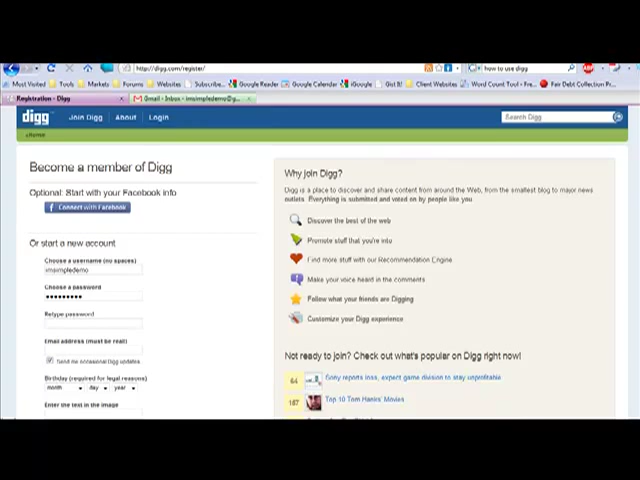 http://digg.com/register/
how to use digg
Most Visited Tools Markets Forums Websites Subscribe... Google Reader Google Calendar iGoogle Gist It! Client Websites Word Count Tool - Fre... Fair Debt Collection Pra...
Registration - Digg
Gmail - Inbox - imsimpledemo@g...
digg Join Digg About Login Search Digg
Home
Become a member of Digg
Optional: Start with your Facebook info
Connect with Facebook
Or start a new account
Choose a username (no spaces)
imsimpledemo
Choose a password
Retype password
Email address (must be real)
Send me occasional Digg updates
Birthday (required for legal reasons)
month day year
Enter the text in the image
Why join Digg?
Digg is a place to discover and share content from around the Web, from the smallest blog to major news
outlets. Everything is submitted and voted on by people like you.
Discover the best of the web
Promote stuff that you're into
Find more stuff with our Recommendation Engine
Make your voice heard in the comments
Follow what your friends are Digging
Customize your Digg experience
Not ready to join? Check out what's popular on Digg right now!
64 Sony reports loss, expert game division to stay unprofitable
187 Top 10 Tom Hanks' Movies